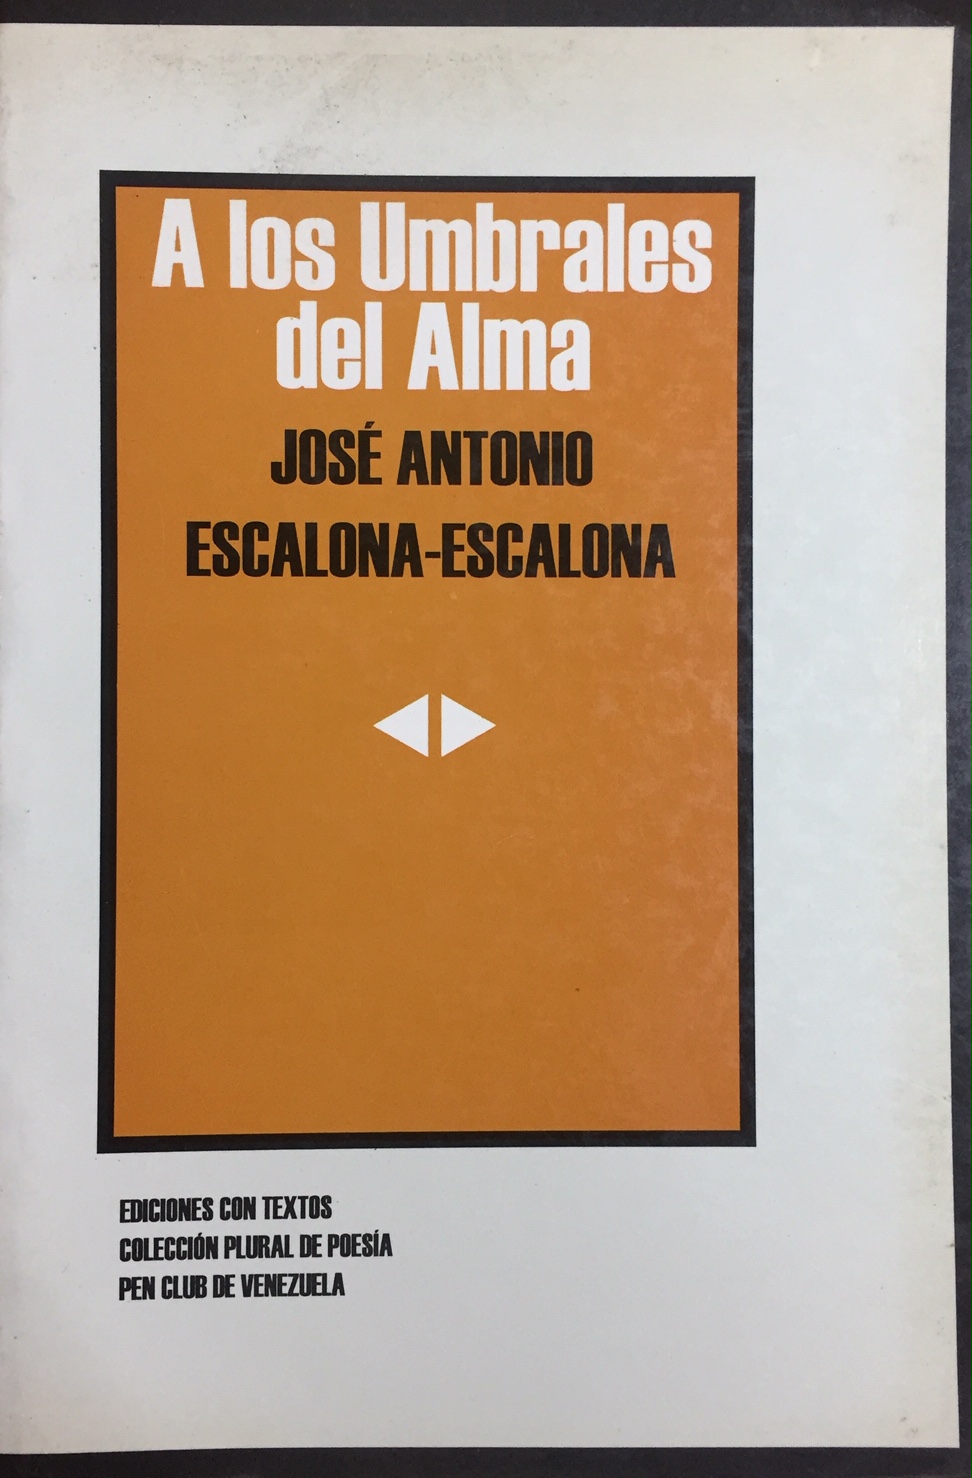 A los Umbrales
del Alma
JOSÉ ANTONIO
ESCALONA-ESCALONA
EDICIONES CON TEXTOS
COLECCIÓN PLURAL DE POESÍA
PEN CLUB DE VENEZUELA